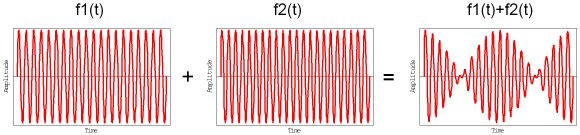 f1(t) f2(t) f1(t)+f2(t)
Amplitude + Amplitude = Amplitude
Time Time Time